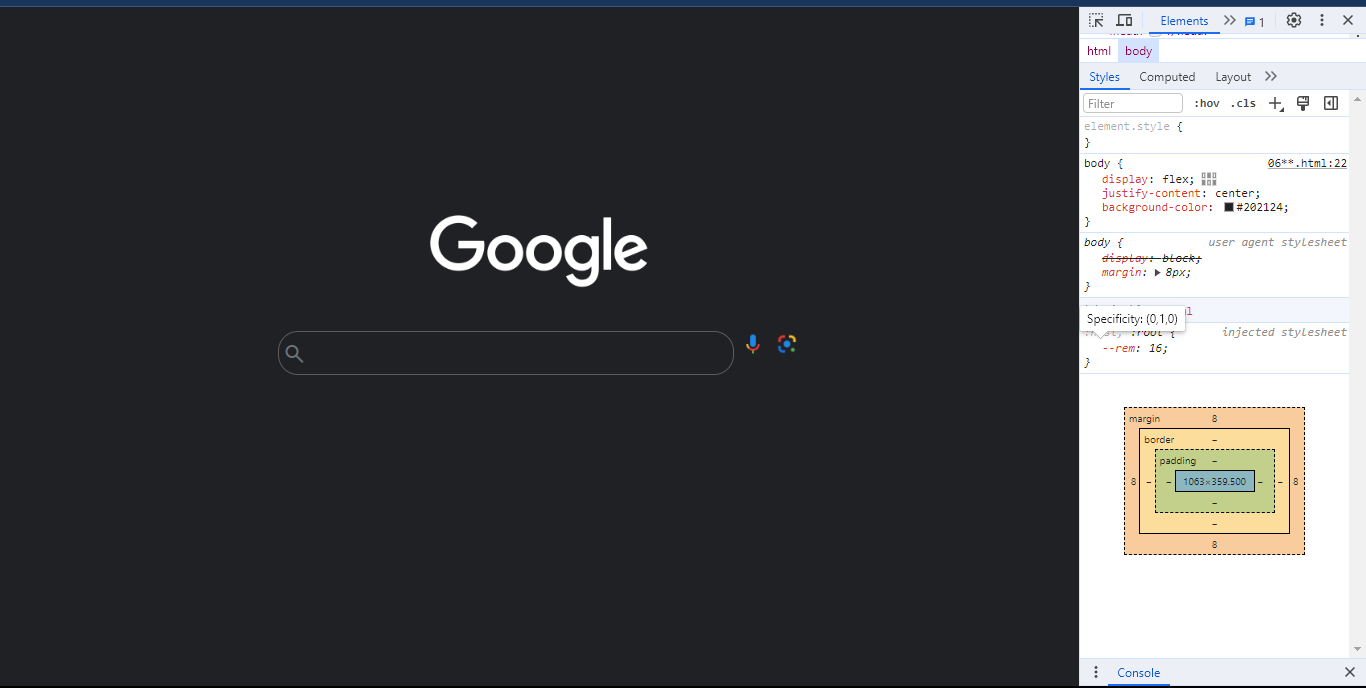 Elements
1
html
body
Styles
Computed
Layout
Filter
:hov
.cls
element.style {
}
body {
06**.html:22
display: flex;
justify-content: center;
background-color: #202124;
}
body {
user agent stylesheet
display: block;
margin: 8px;
}
Specificity: (0,1,0)
:root {
injected stylesheet
--rem: 16;
}
Google
margin
8
border
–
padding
–
8
–
–
1063×359.500
–
–
8
–
–
8
Console